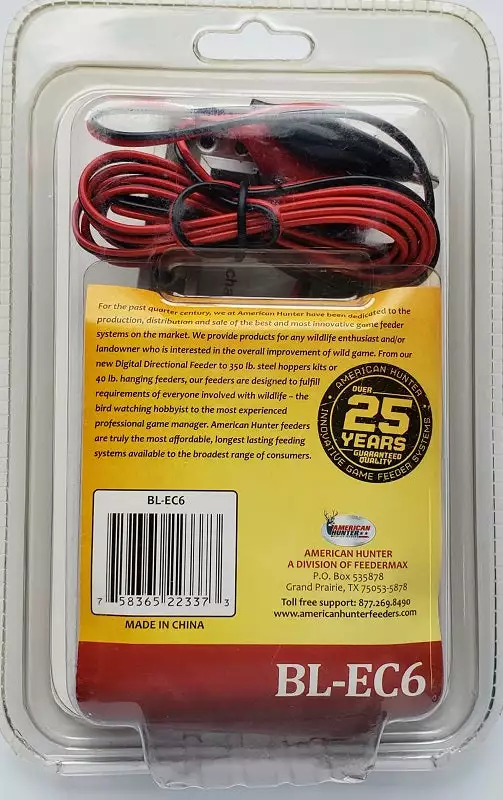 cha
For the past quarter century, we at American Hunter have been dedicated to the
production, distribution and sale of the best and most innovative game feeder
systems on the market. We provide products for any wildlife enthusiast and/or
landowner who is interested in the overall improvement of wild game. From our
new Digital Directional Feeder to 350 lb. steel hoppers kits or
40 lb. hanging feeders, our feeders are designed to fulfill
requirements of everyone involved with wildlife – the
bird watching hobbyist to the most experienced
professional game manager. American Hunter feeders
are truly the most affordable, longest lasting feeding
systems available to the broadest range of consumers.
AMERICAN HUNTER
OVER
25
YEARS
GUARANTEED
QUALITY
INNOVATIVE GAME FEEDER SYSTEMS
BL-EC6
7 58365 22337 3
MADE IN CHINA
AMERICAN
HUNTER
AMERICAN HUNTER
A DIVISION OF FEEDERMAX
P.O. Box 535878
Grand Prairie, TX 75053-5878
Toll free support: 877.269.8490
www.americanhunterfeeders.com
BL-EC6